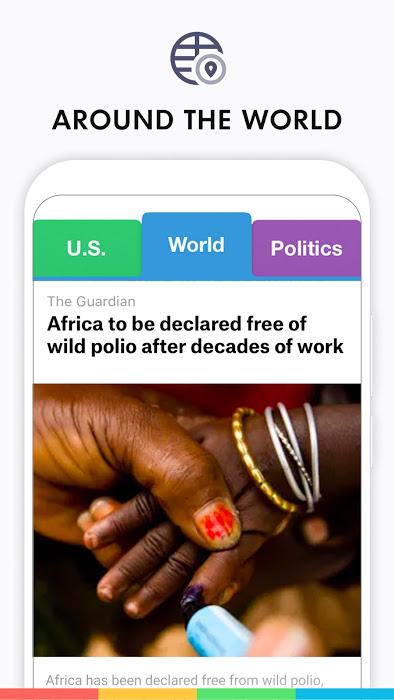 AROUND THE WORLD
U.S.
World
Politics
The Guardian
Africa to be declared free of
wild polio after decades of work
Africa has been declared free from wild polio,